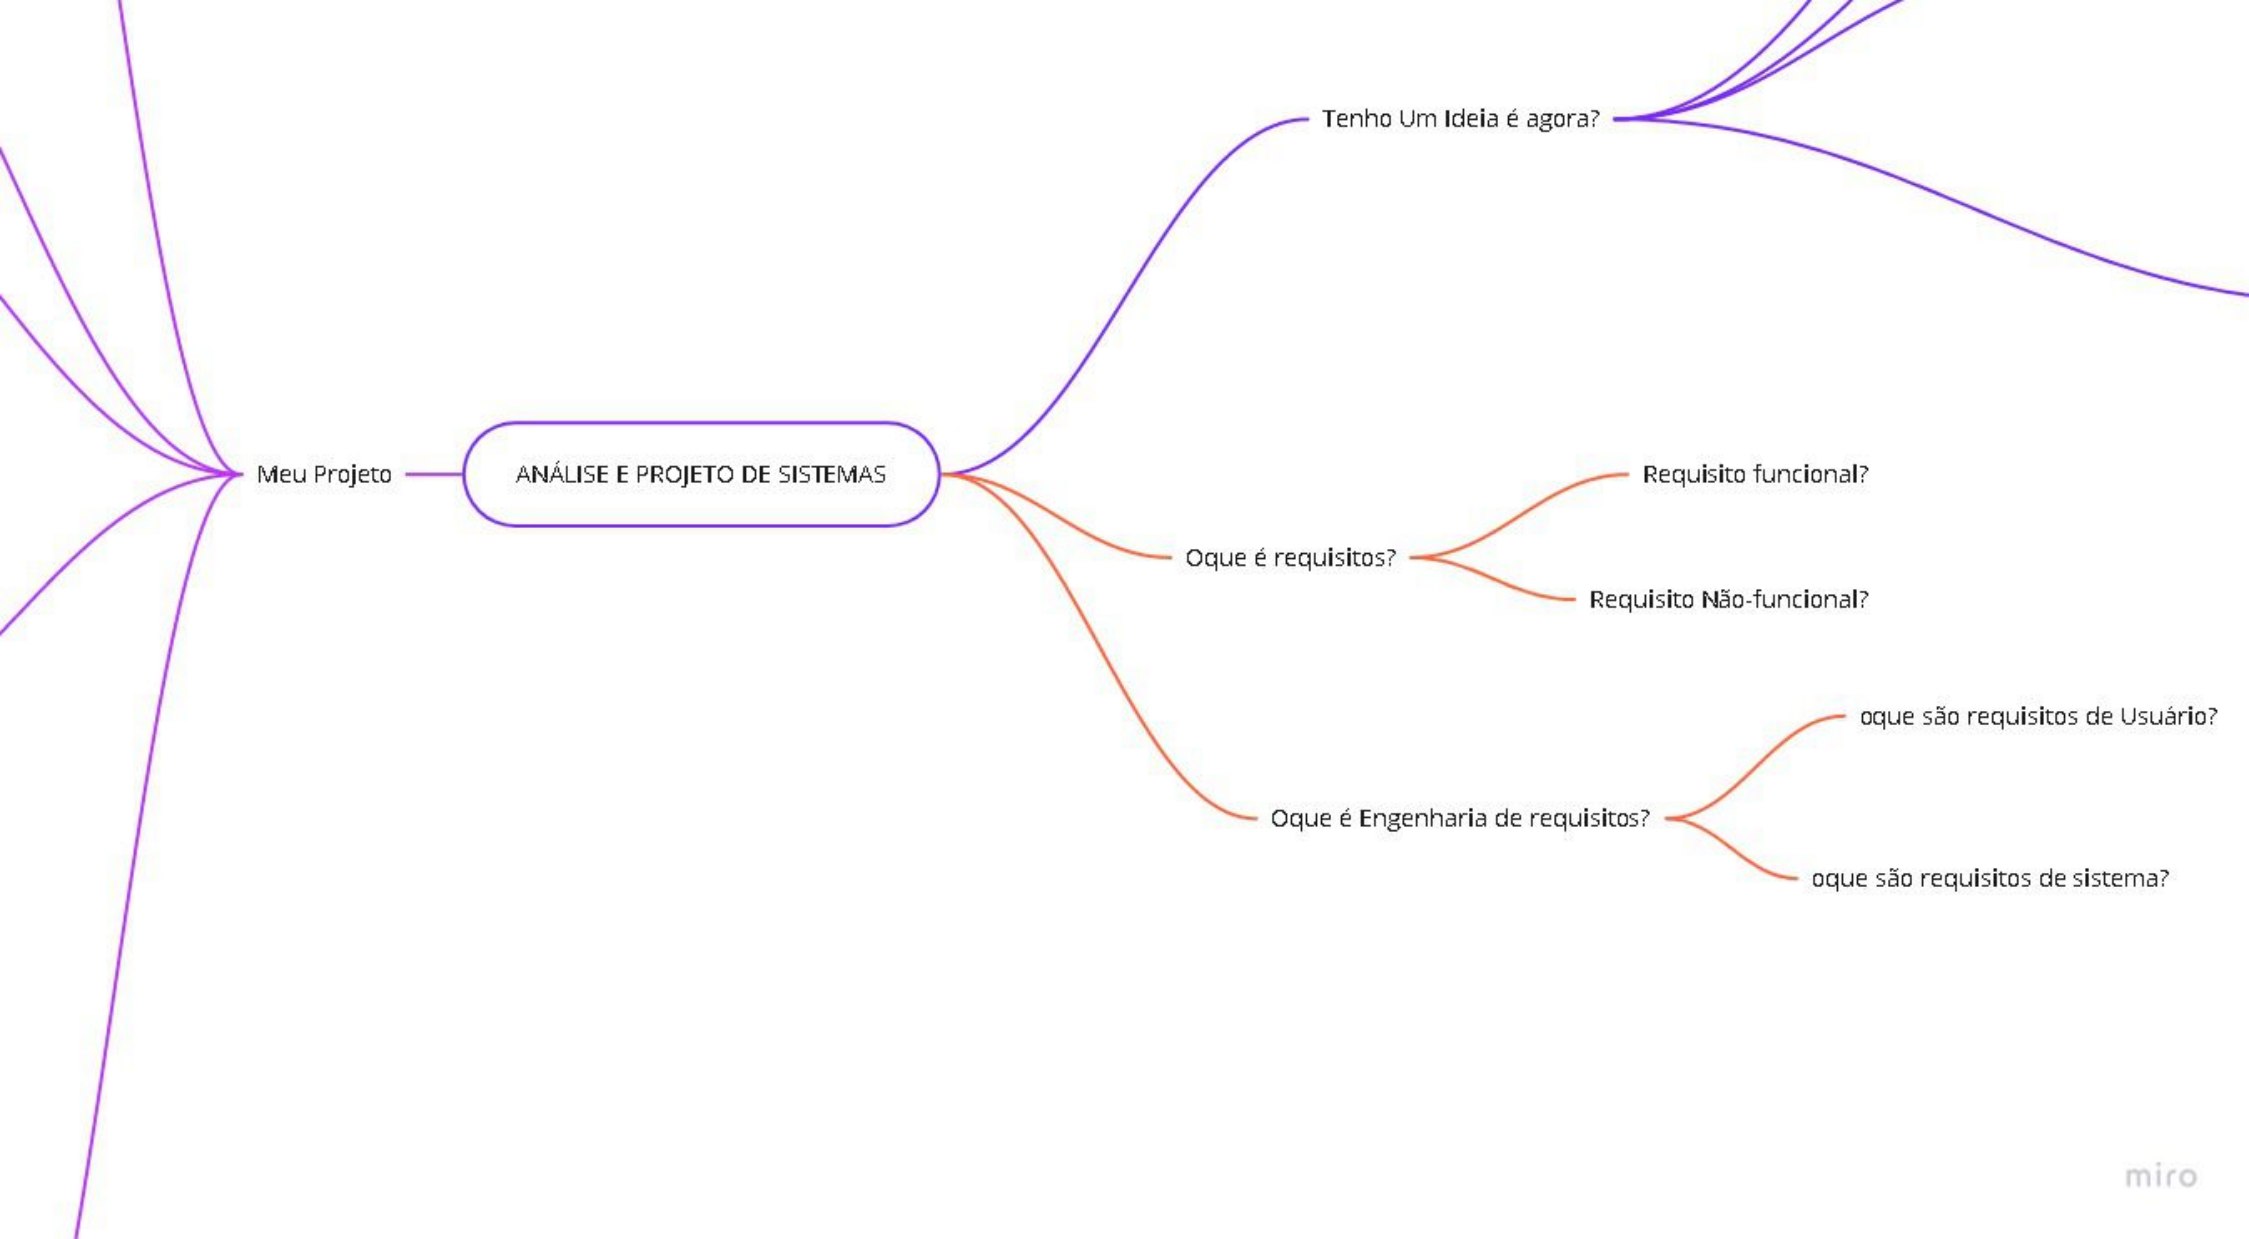 Tenho Um Ideia é agora?
Meu Projeto
ANÁLISE E PROJETO DE SISTEMAS
Requisito funcional?
Oque é requisitos?
Requisito Não-funcional?
oque são requisitos de Usuário?
Oque é Engenharia de requisitos?
oque são requisitos de sistema?
miro